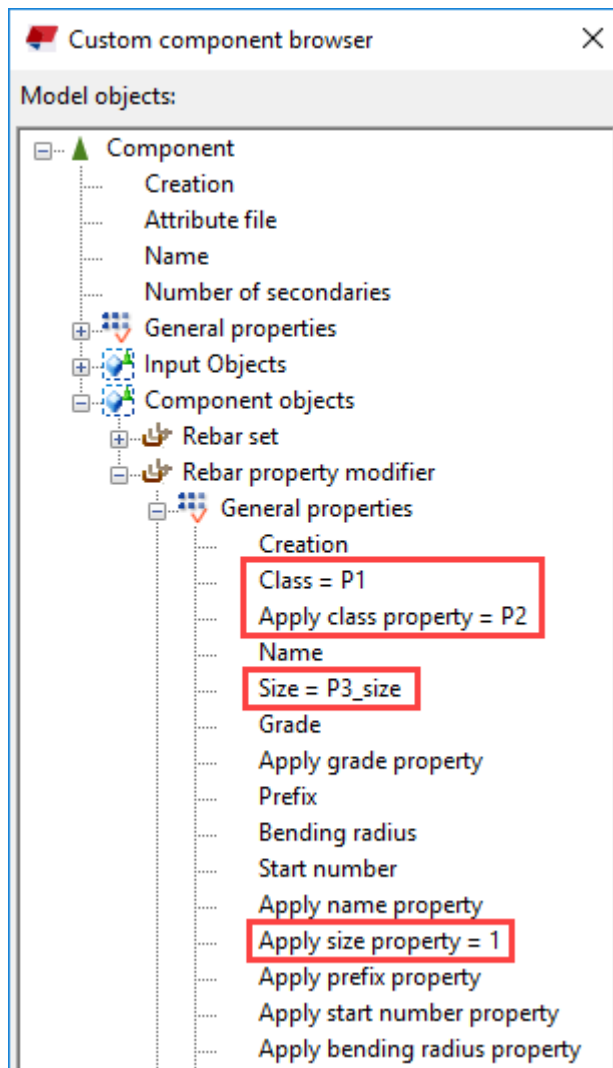 Custom component browser
Model objects:
Component
Creation
Attribute file
Name
Number of secondaries
General properties
Input Objects
Component objects
Rebar set
Rebar property modifier
General properties
Creation
Class = P1
Apply class property = P2
Name
Size = P3_size
Grade
Apply grade property
Prefix
Bending radius
Start number
Apply name property
Apply size property = 1
Apply prefix property
Apply start number property
Apply bending radius property